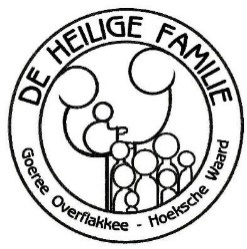 DE HEILIGE FAMILIE
Goeree Overflakkee - Hoeksche Waard